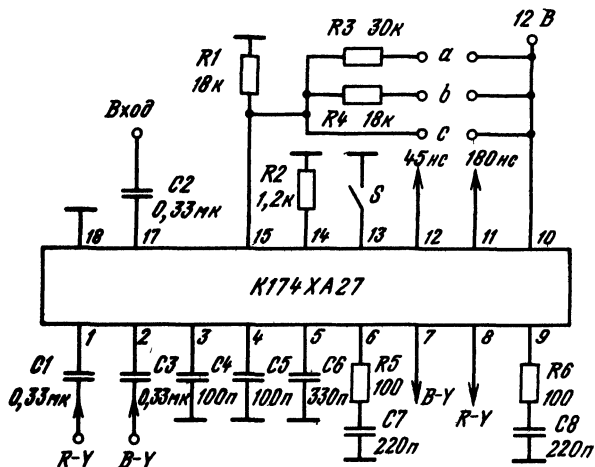 R3 30к
12 В
R1
18к
a
b
R4 18к
c
Вход
45нс 180нс
C2
0,33мк
R2
1,2к
S
18 17 15 14 13 12 11 10
К174ХА27
1 2 3 4 5 6 7 8 9
C1
0,33мк
C3
0,33мк
C4
100п
C5
100п
C6
330п
R5
100
B-Y
R-Y
R6
100
C7
220п
C8
220п
R-Y B-Y